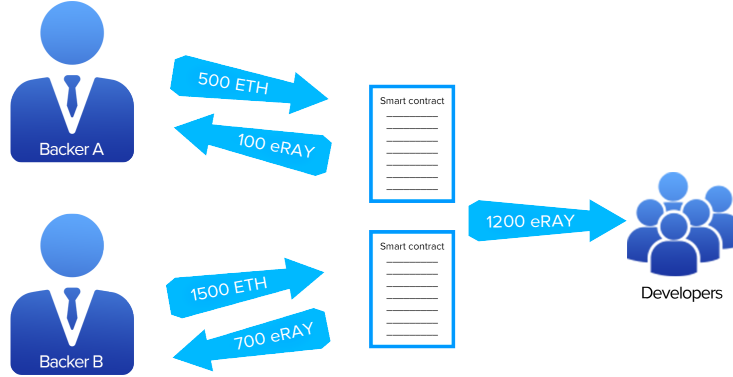 500 ETH
Smart contract
100 eRAY
Backer A
1200 eRAY
Smart contract
1500 ETH
Developers
700 eRAY
Backer B